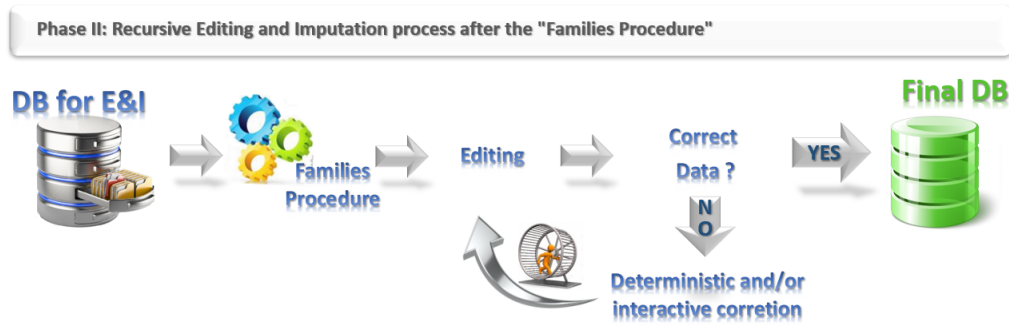 Phase II: Recursive Editing and Imputation process after the "Families Procedure"
DB for E&I
Families
Procedure
Editing
Correct
Data ?
YES
Final DB
NO
Deterministic and/or
interactive corretion